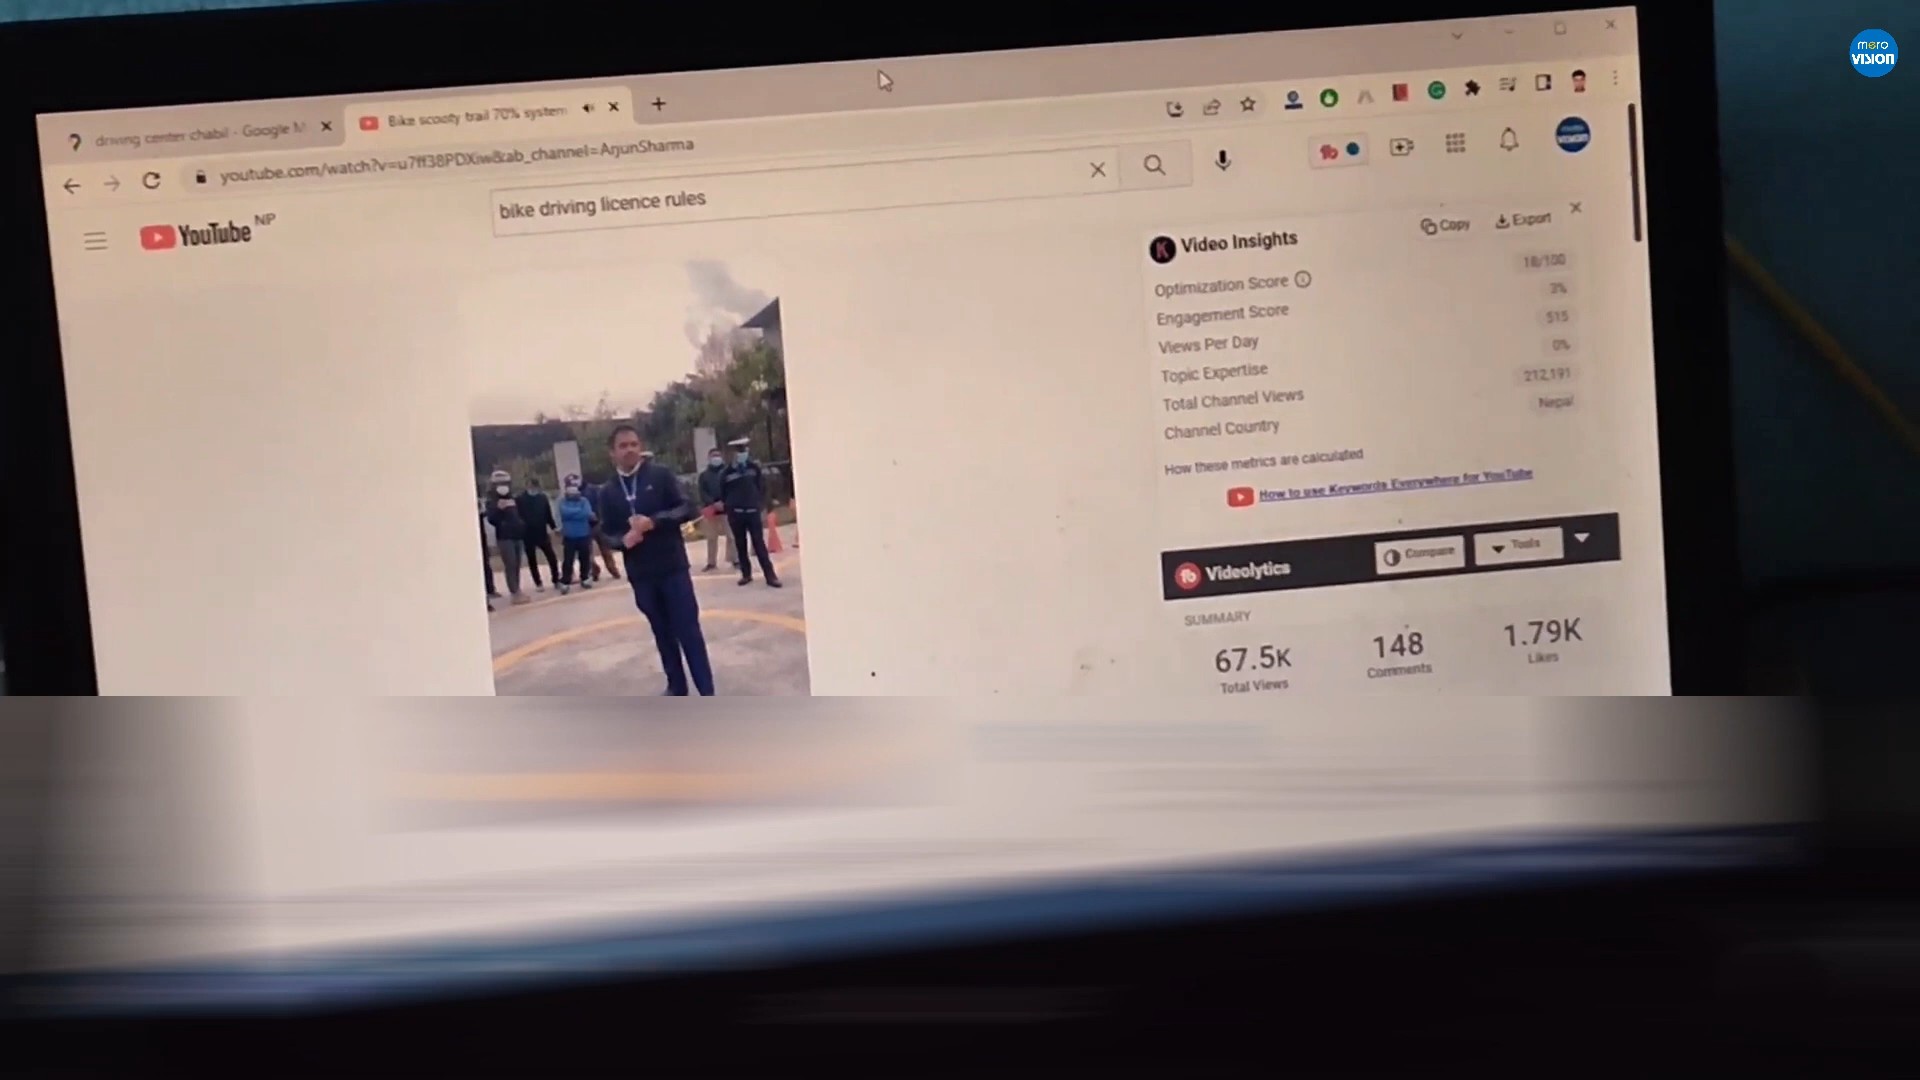 mero
VISION
driving center chabil - Google M
Bike scooty trail 70% system
youtube.com/watch?v=u7ff38PDXiw&ab_channel=ArjunSharma
YouTube NP
bike driving licence rules
Video Insights
Copy
Export
Optimization Score
18/100
Engagement Score
3%
Views Per Day
515
Topic Expertise
0%
Total Channel Views
212,191
Channel Country
Nepal
How these metrics are calculated
How to use Keywords Everywhere for YouTube
Videolytics
Compare
Tools
SUMMARY
67.5K
Total Views
148
Comments
1.79K
Likes